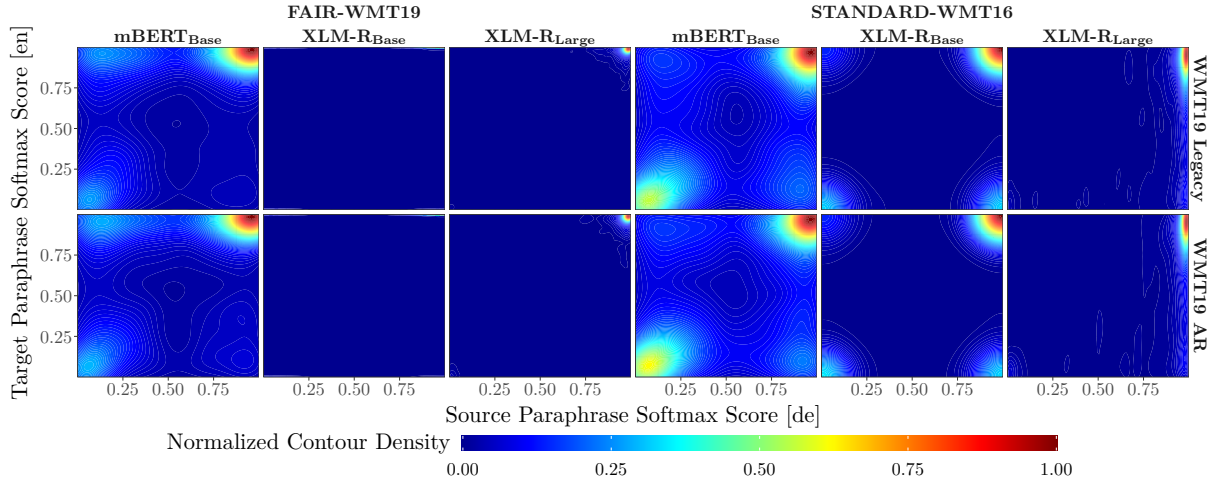 FAIR-WMT19 STANDARD-WMT16
mBERTBase XLM-RBase XLM-RLarge mBERTBase XLM-RBase XLM-RLarge
Target Paraphrase Softmax Score [en]
0.75
0.50
0.25
WMT19 Legacy
0.75
0.50
0.25
WMT19 AR
0.25 0.50 0.75 0.25 0.50 0.75 0.25 0.50 0.75 0.25 0.50 0.75 0.25 0.50 0.75 0.25 0.50 0.75
Source Paraphrase Softmax Score [de]
Normalized Contour Density
0.00 0.25 0.50 0.75 1.00